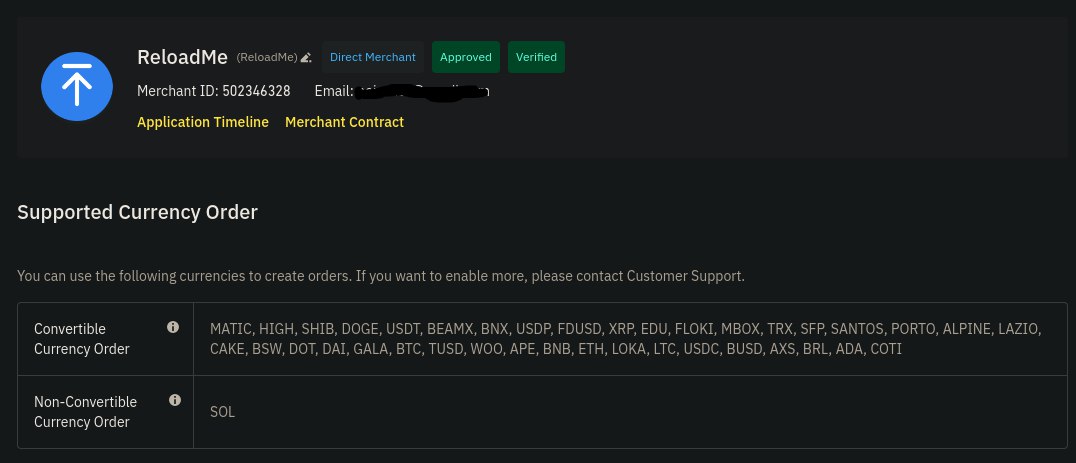 ReloadMe (ReloadMe) Direct Merchant Approved Verified
Merchant ID: 502346328 Email:
Application Timeline Merchant Contract
Supported Currency Order
You can use the following currencies to create orders. If you want to enable more, please contact Customer Support.
Convertible
Currency Order
MATIC, HIGH, SHIB, DOGE, USDT, BEAMX, BNX, USDP, FDUSD, XRP, EDU, FLOKI, MBOX, TRX, SFP, SANTOS, PORTO, ALPINE, LAZIO,
CAKE, BSW, DOT, DAI, GALA, BTC, TUSD, WOO, APE, BNB, ETH, LOKA, LTC, USDC, BUSD, AXS, BRL, ADA, COTI
Non-Convertible
Currency Order
SOL